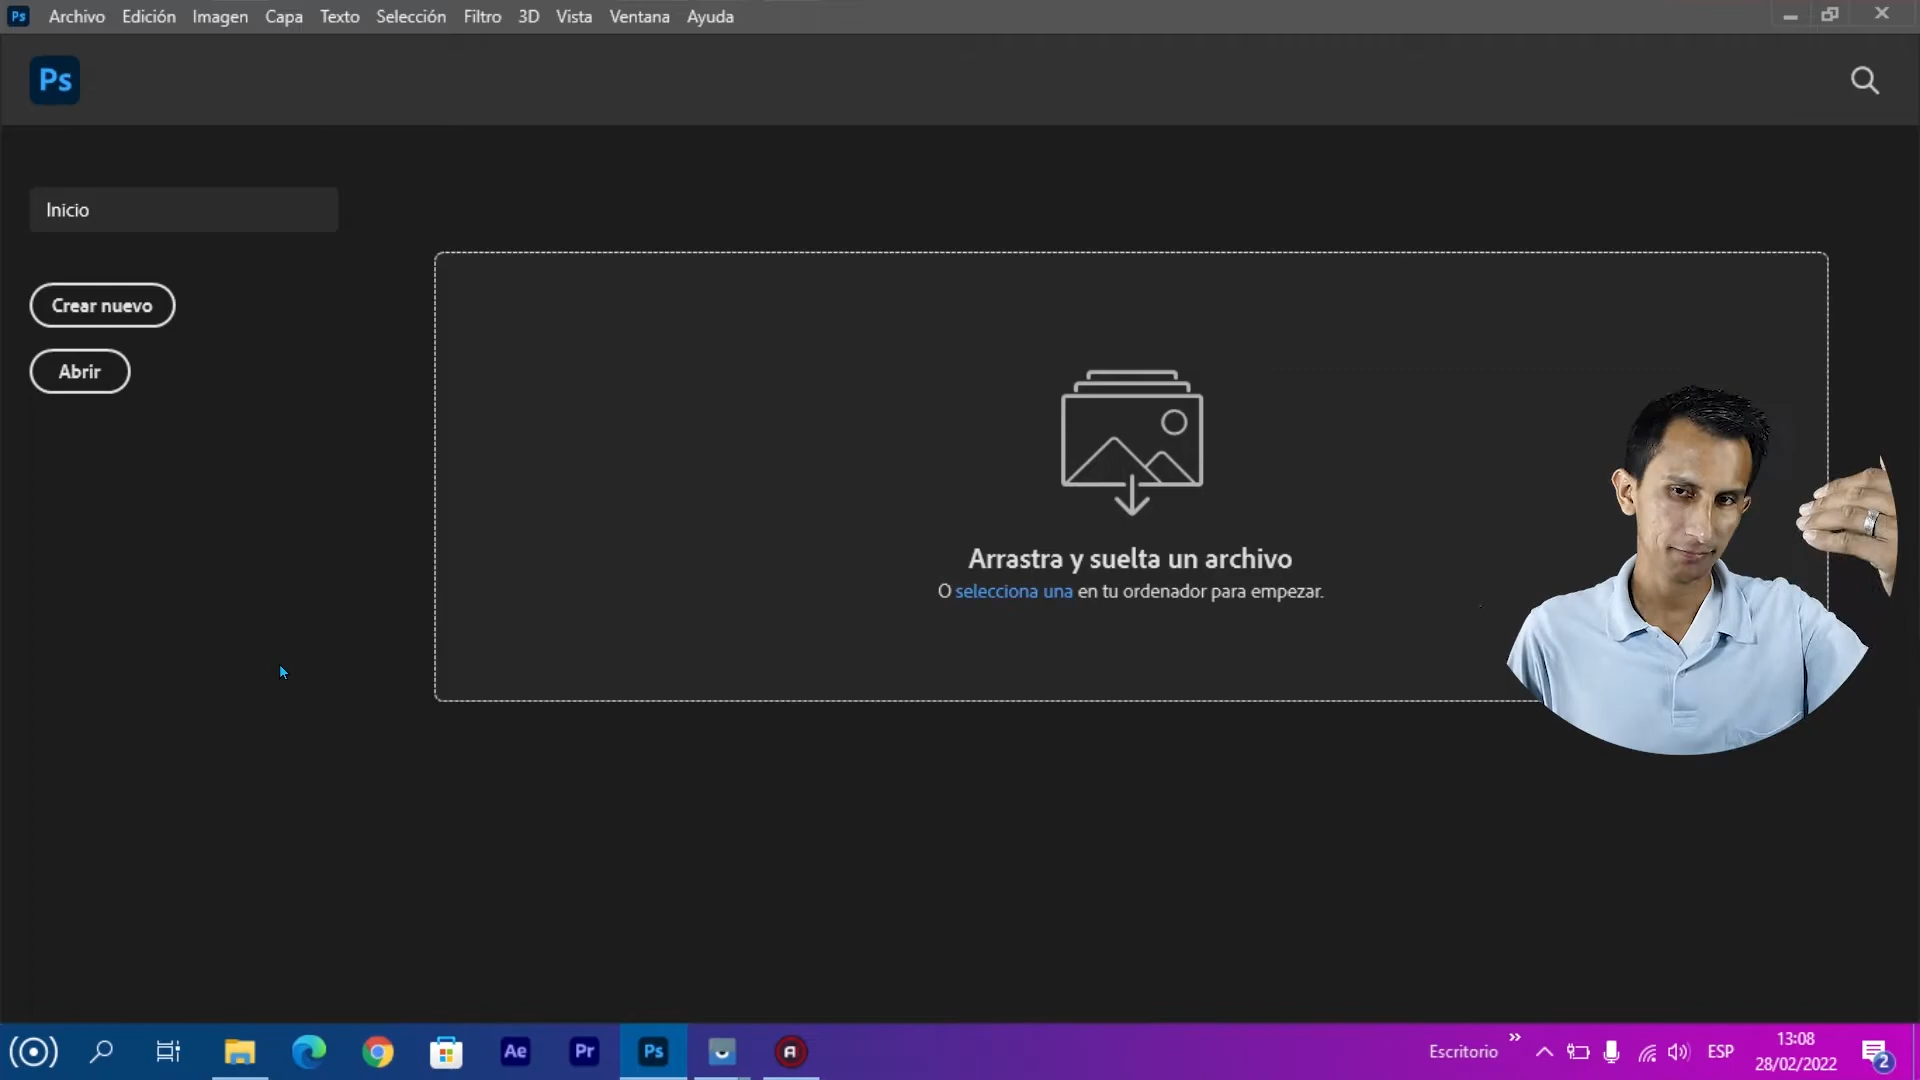 Ps Archivo Edición Imagen Capa Texto Selección Filtro 3D Vista Ventana Ayuda
Ps
Inicio
Crear nuevo
Abrir
Arrastra y suelta un archivo
O selecciona una en tu ordenador para empezar.
Ae Pr Ps A Escritorio » ESP 13:08
28/02/2022 2